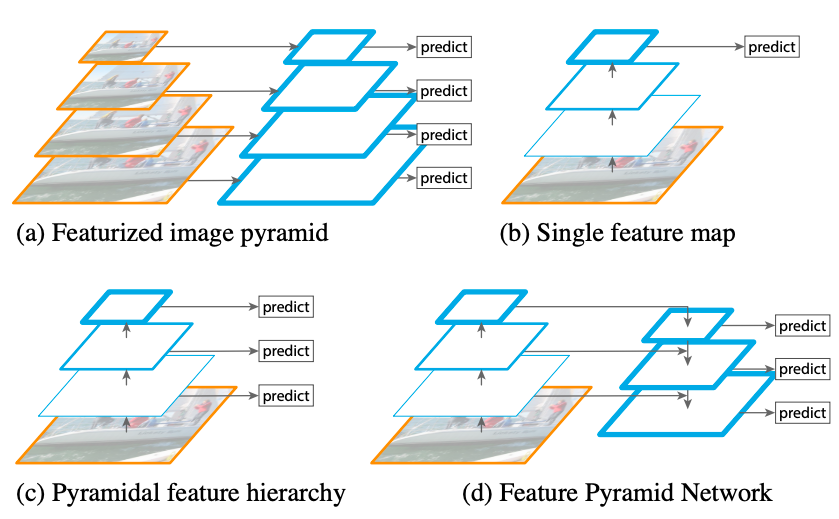 predict
predict
predict
predict
(a) Featurized image pyramid
predict
(b) Single feature map
predict
predict
predict
(c) Pyramidal feature hierarchy
predict
predict
predict
(d) Feature Pyramid Network